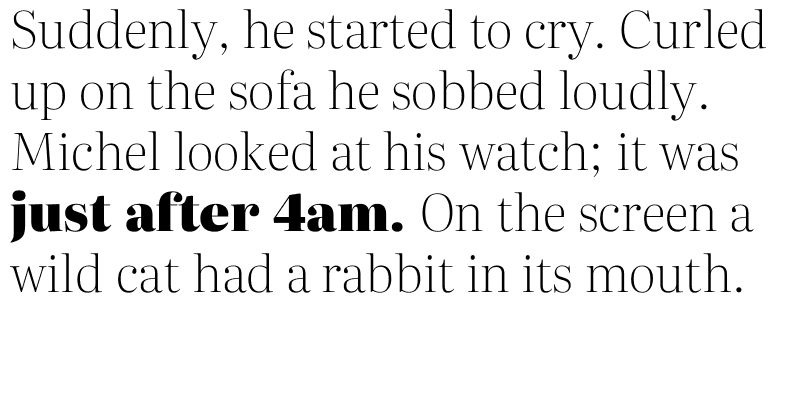 Suddenly, he started to cry. Curled
up on the sofa he sobbed loudly.
Michel looked at his watch; it was
just after 4am. On the screen a
wild cat had a rabbit in its mouth.